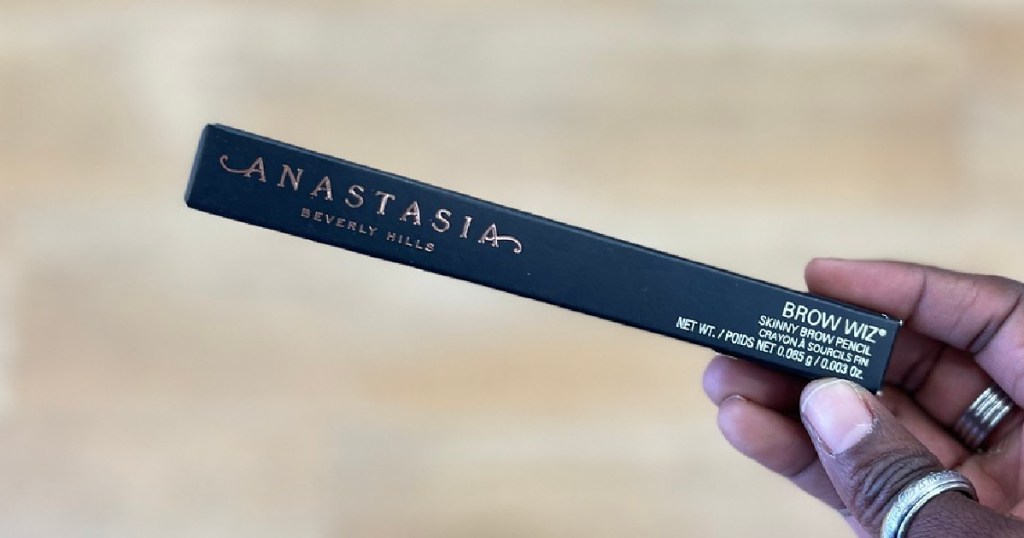 ANASTASIA
BEVERLY HILLS
BROW WIZ®
SKINNY BROW PENCIL
CRAYON À SOURCILS FIN
NET WT. / POIDS NET 0.085 g / 0.003 Oz.